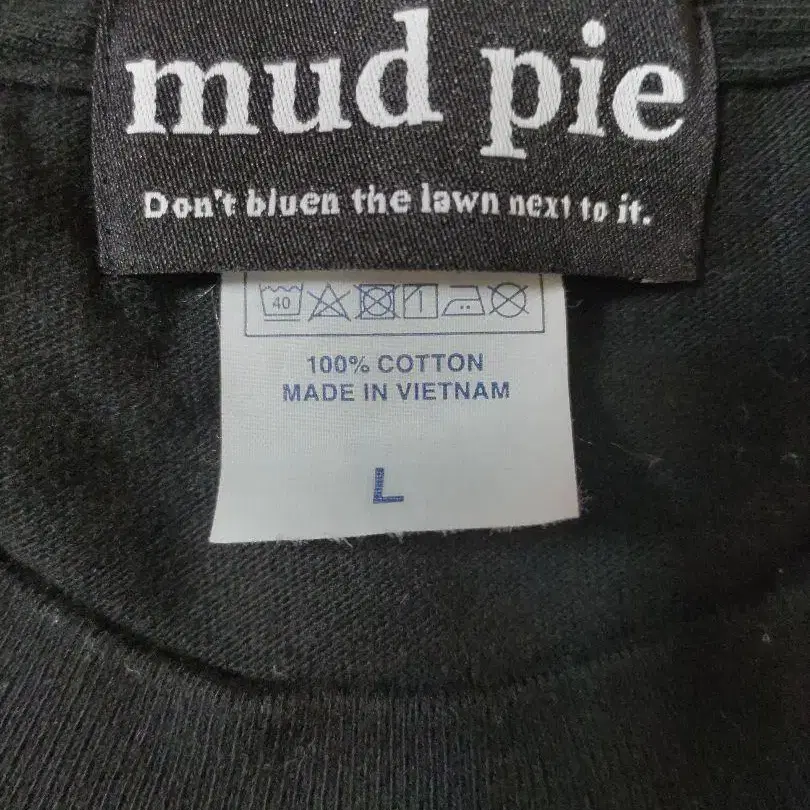 mud pie
Don't bluen the lawn next to it.
40
100% COTTON
MADE IN VIETNAM
L